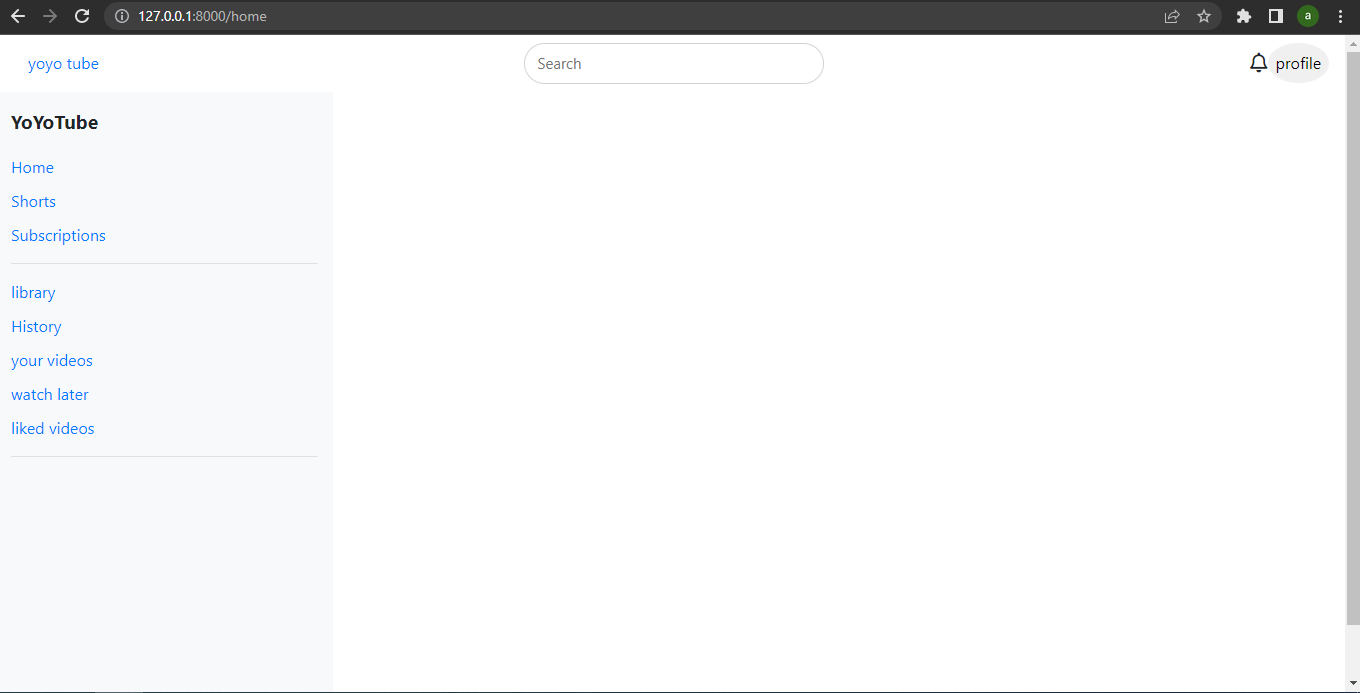 127.0.0.1:8000/home
a
yoyo tube
Search
profile
YoYoTube
Home
Shorts
Subscriptions
library
History
your videos
watch later
liked videos